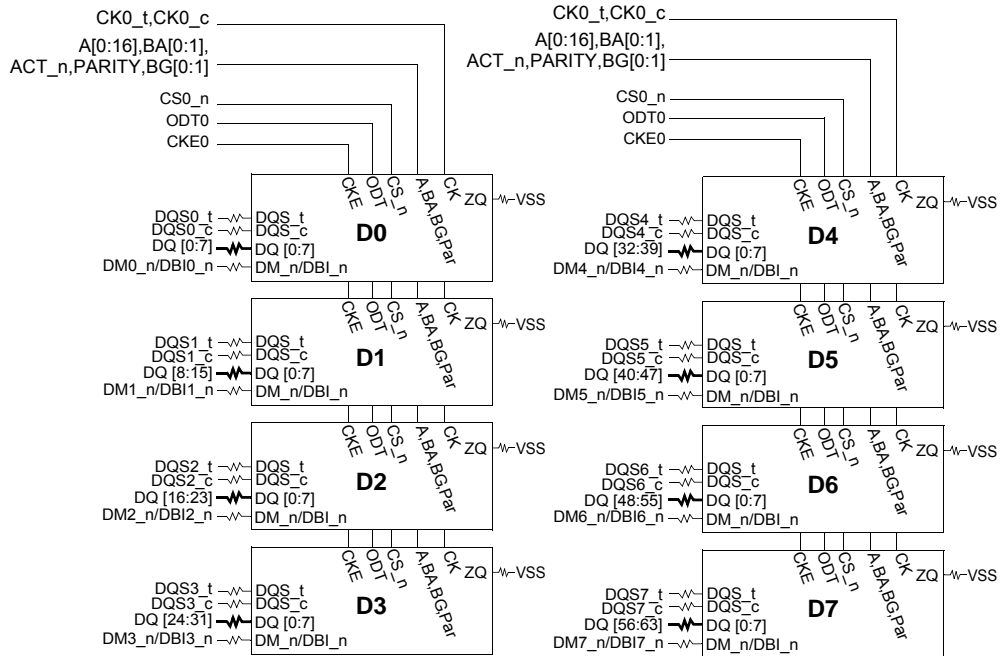 CK0_t,CK0_c
A[0:16],BA[0:1],
ACT_n,PARITY,BG[0:1]
CS0_n
ODT0
CKE0
CKE
ODT
CS_n
A,BA,BG,Par
CK
ZQ
VSS
DQS0_t
DQS_t
DQS0_c
DQS_c
DQ [0:7]
DQ [0:7]
DM0_n/DBI0_n
DM_n/DBI_n
D0
CKE
ODT
CS_n
A,BA,BG,Par
CK
ZQ
VSS
DQS1_t
DQS_t
DQS1_c
DQS_c
DQ [8:15]
DQ [0:7]
DM1_n/DBI1_n
DM_n/DBI_n
D1
CKE
ODT
CS_n
A,BA,BG,Par
CK
ZQ
VSS
DQS2_t
DQS_t
DQS2_c
DQS_c
DQ [16:23]
DQ [0:7]
DM2_n/DBI2_n
DM_n/DBI_n
D2
CKE
ODT
CS_n
A,BA,BG,Par
CK
ZQ
VSS
DQS3_t
DQS_t
DQS3_c
DQS_c
DQ [24:31]
DQ [0:7]
DM3_n/DBI3_n
DM_n/DBI_n
D3
CK0_t,CK0_c
A[0:16],BA[0:1],
ACT_n,PARITY,BG[0:1]
CS0_n
ODT0
CKE0
CKE
ODT
CS_n
A,BA,BG,Par
CK
ZQ
VSS
DQS4_t
DQS_t
DQS4_c
DQS_c
DQ [32:39]
DQ [0:7]
DM4_n/DBI4_n
DM_n/DBI_n
D4
CKE
ODT
CS_n
A,BA,BG,Par
CK
ZQ
VSS
DQS5_t
DQS_t
DQS5_c
DQS_c
DQ [40:47]
DQ [0:7]
DM5_n/DBI5_n
DM_n/DBI_n
D5
CKE
ODT
CS_n
A,BA,BG,Par
CK
ZQ
VSS
DQS6_t
DQS_t
DQS6_c
DQS_c
DQ [48:55]
DQ [0:7]
DM6_n/DBI6_n
DM_n/DBI_n
D6
CKE
ODT
CS_n
A,BA,BG,Par
CK
ZQ
VSS
DQS7_t
DQS_t
DQS7_c
DQS_c
DQ [56:63]
DQ [0:7]
DM7_n/DBI7_n
DM_n/DBI_n
D7